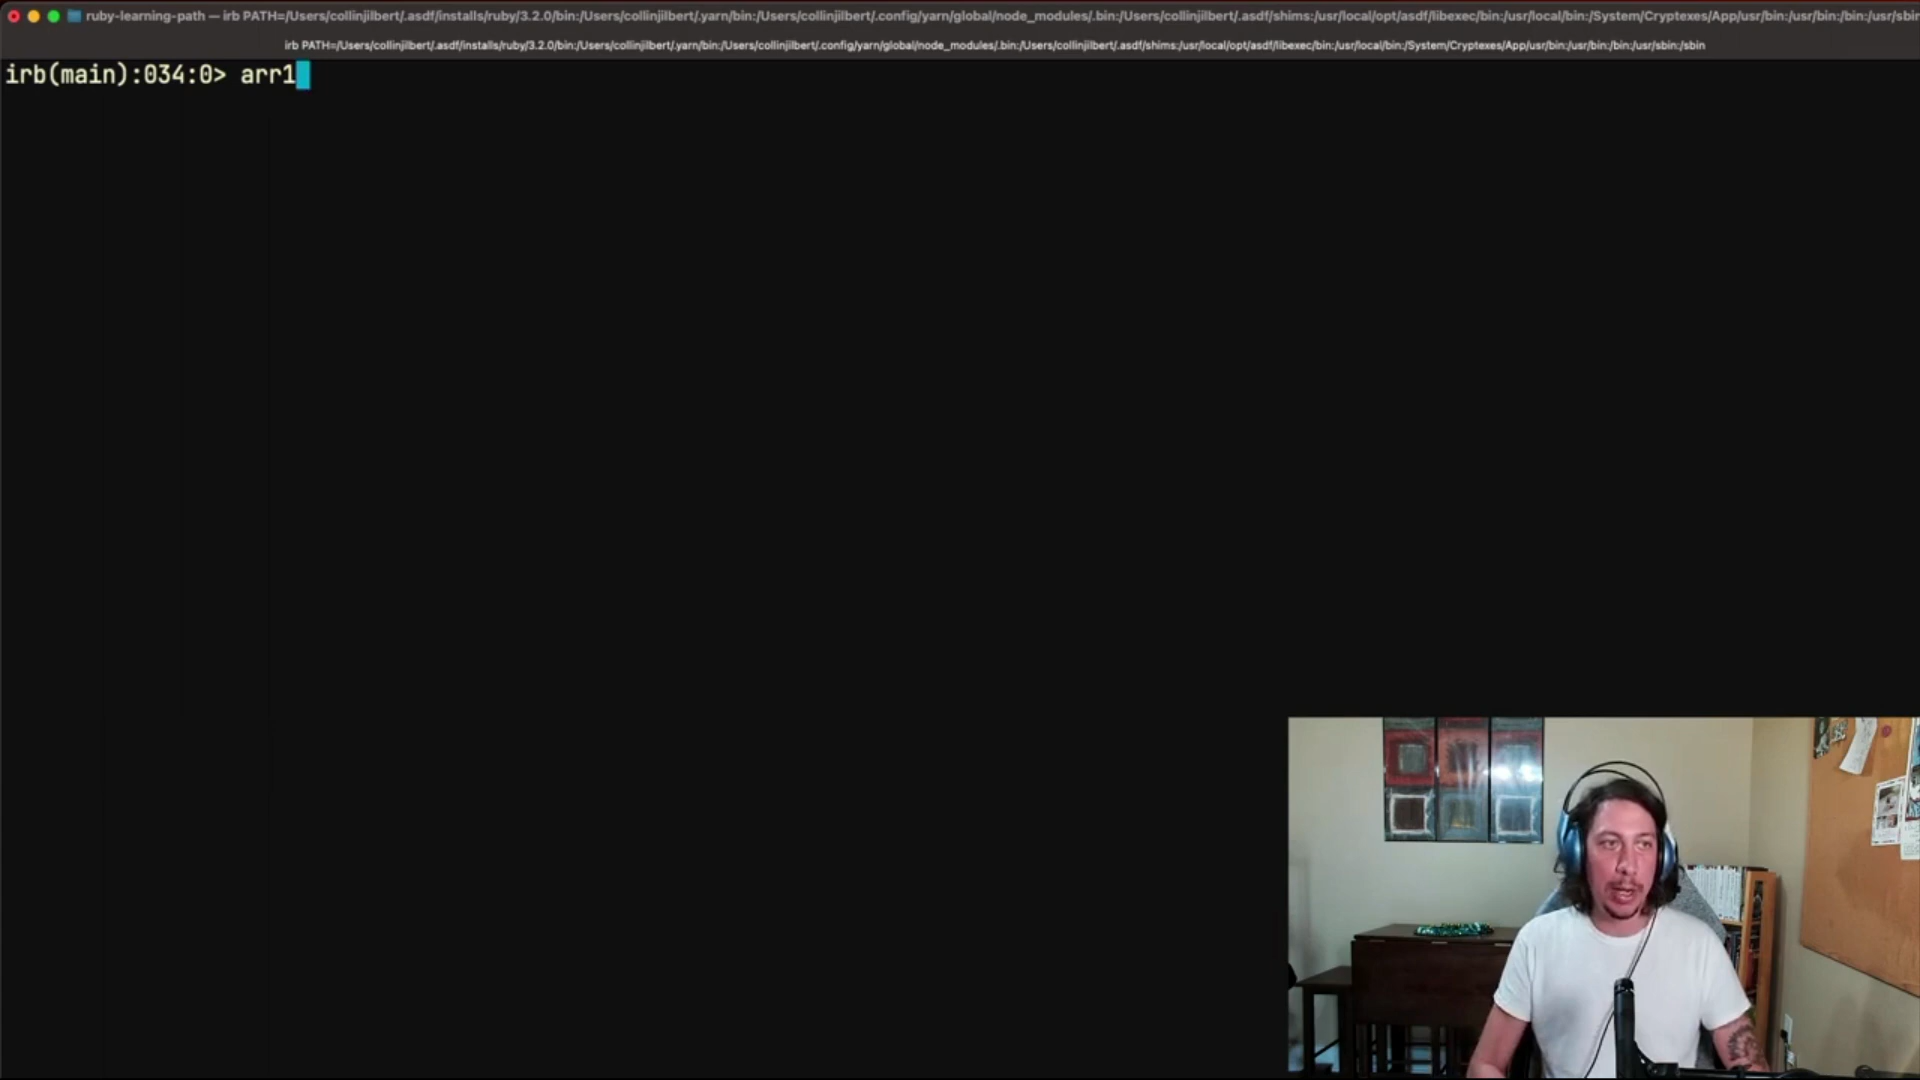 ruby-learning-path — irb PATH=/Users/collinjilbert/.asdf/installs/ruby/3.2.0/bin:/Users/collinjilbert/.yarn/bin:/Users/collinjilbert/.config/yarn/global/node_modules/.bin:/Users/collinjilbert/.asdf/shims:/usr/local/opt/asdf/libexec/bin:/usr/local/bin:/System/Cryptexes/App/usr/bin:/usr/bin:/bin:/usr/sbin
irb PATH=/Users/collinjilbert/.asdf/installs/ruby/3.2.0/bin:/Users/collinjilbert/.yarn/bin:/Users/collinjilbert/.config/yarn/global/node_modules/.bin:/Users/collinjilbert/.asdf/shims:/usr/local/opt/asdf/libexec/bin:/usr/local/bin:/System/Cryptexes/App/usr/bin:/usr/bin:/bin:/usr/sbin:/sbin
irb(main):034:0> arr1